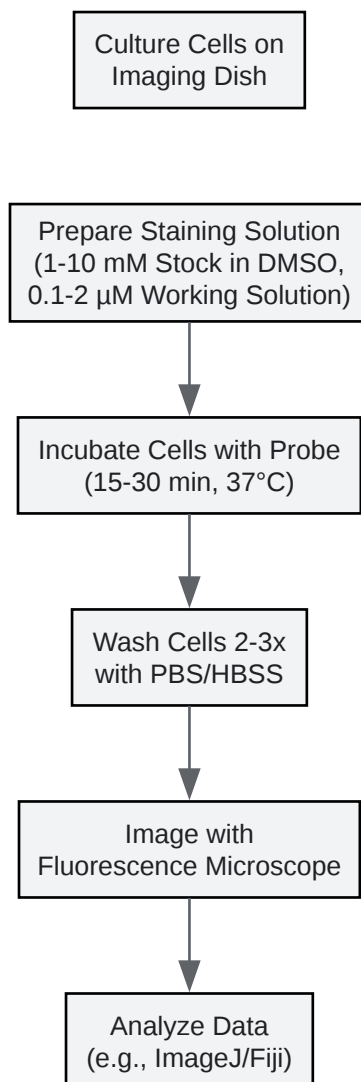 Culture Cells on
Imaging Dish
Prepare Staining Solution
(1-10 mM Stock in DMSO,
0.1-2 µM Working Solution)
Incubate Cells with Probe
(15-30 min, 37°C)
Wash Cells 2-3x
with PBS/HBSS
Image with
Fluorescence Microscope
Analyze Data
(e.g., ImageJ/Fiji)